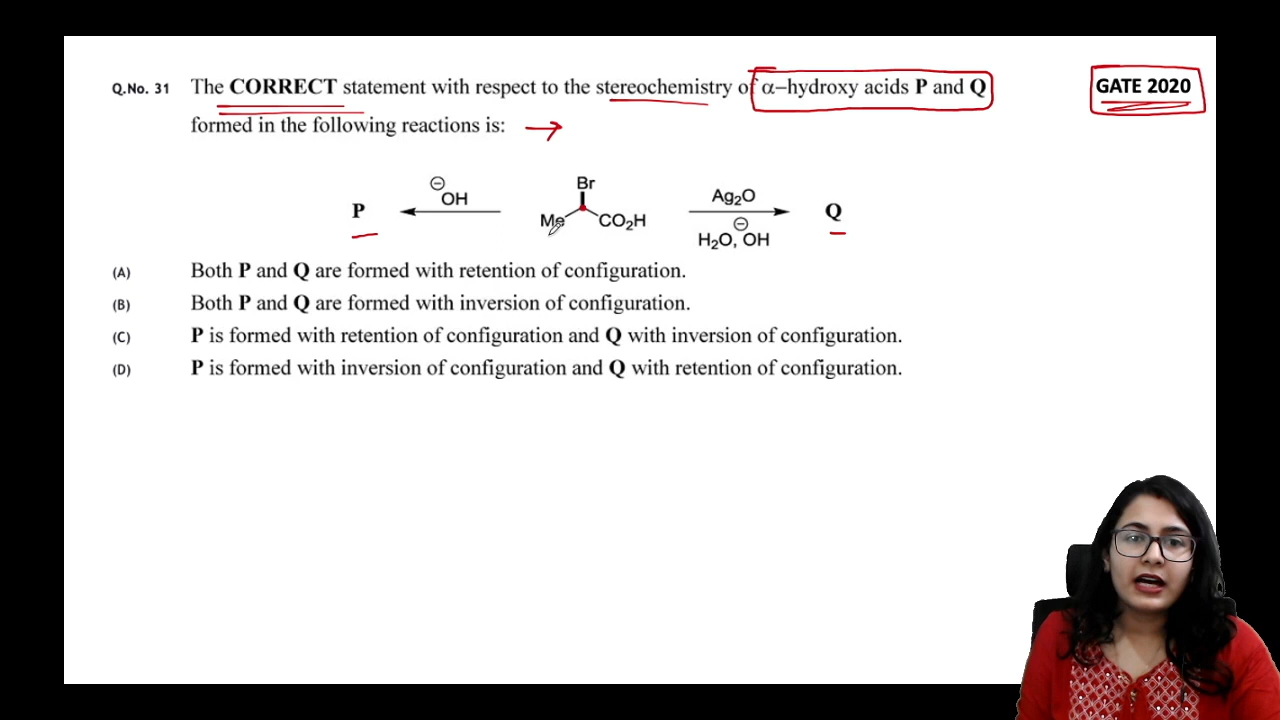 Q.No. 31 The CORRECT statement with respect to the stereochemistry of α–hydroxy acids P and Q
GATE 2020
formed in the following reactions is:
P ⊖OH Br Me CO₂H Ag₂O H₂O, ⊖OH Q
(A) Both P and Q are formed with retention of configuration.
(B) Both P and Q are formed with inversion of configuration.
(C) P is formed with retention of configuration and Q with inversion of configuration.
(D) P is formed with inversion of configuration and Q with retention of configuration.